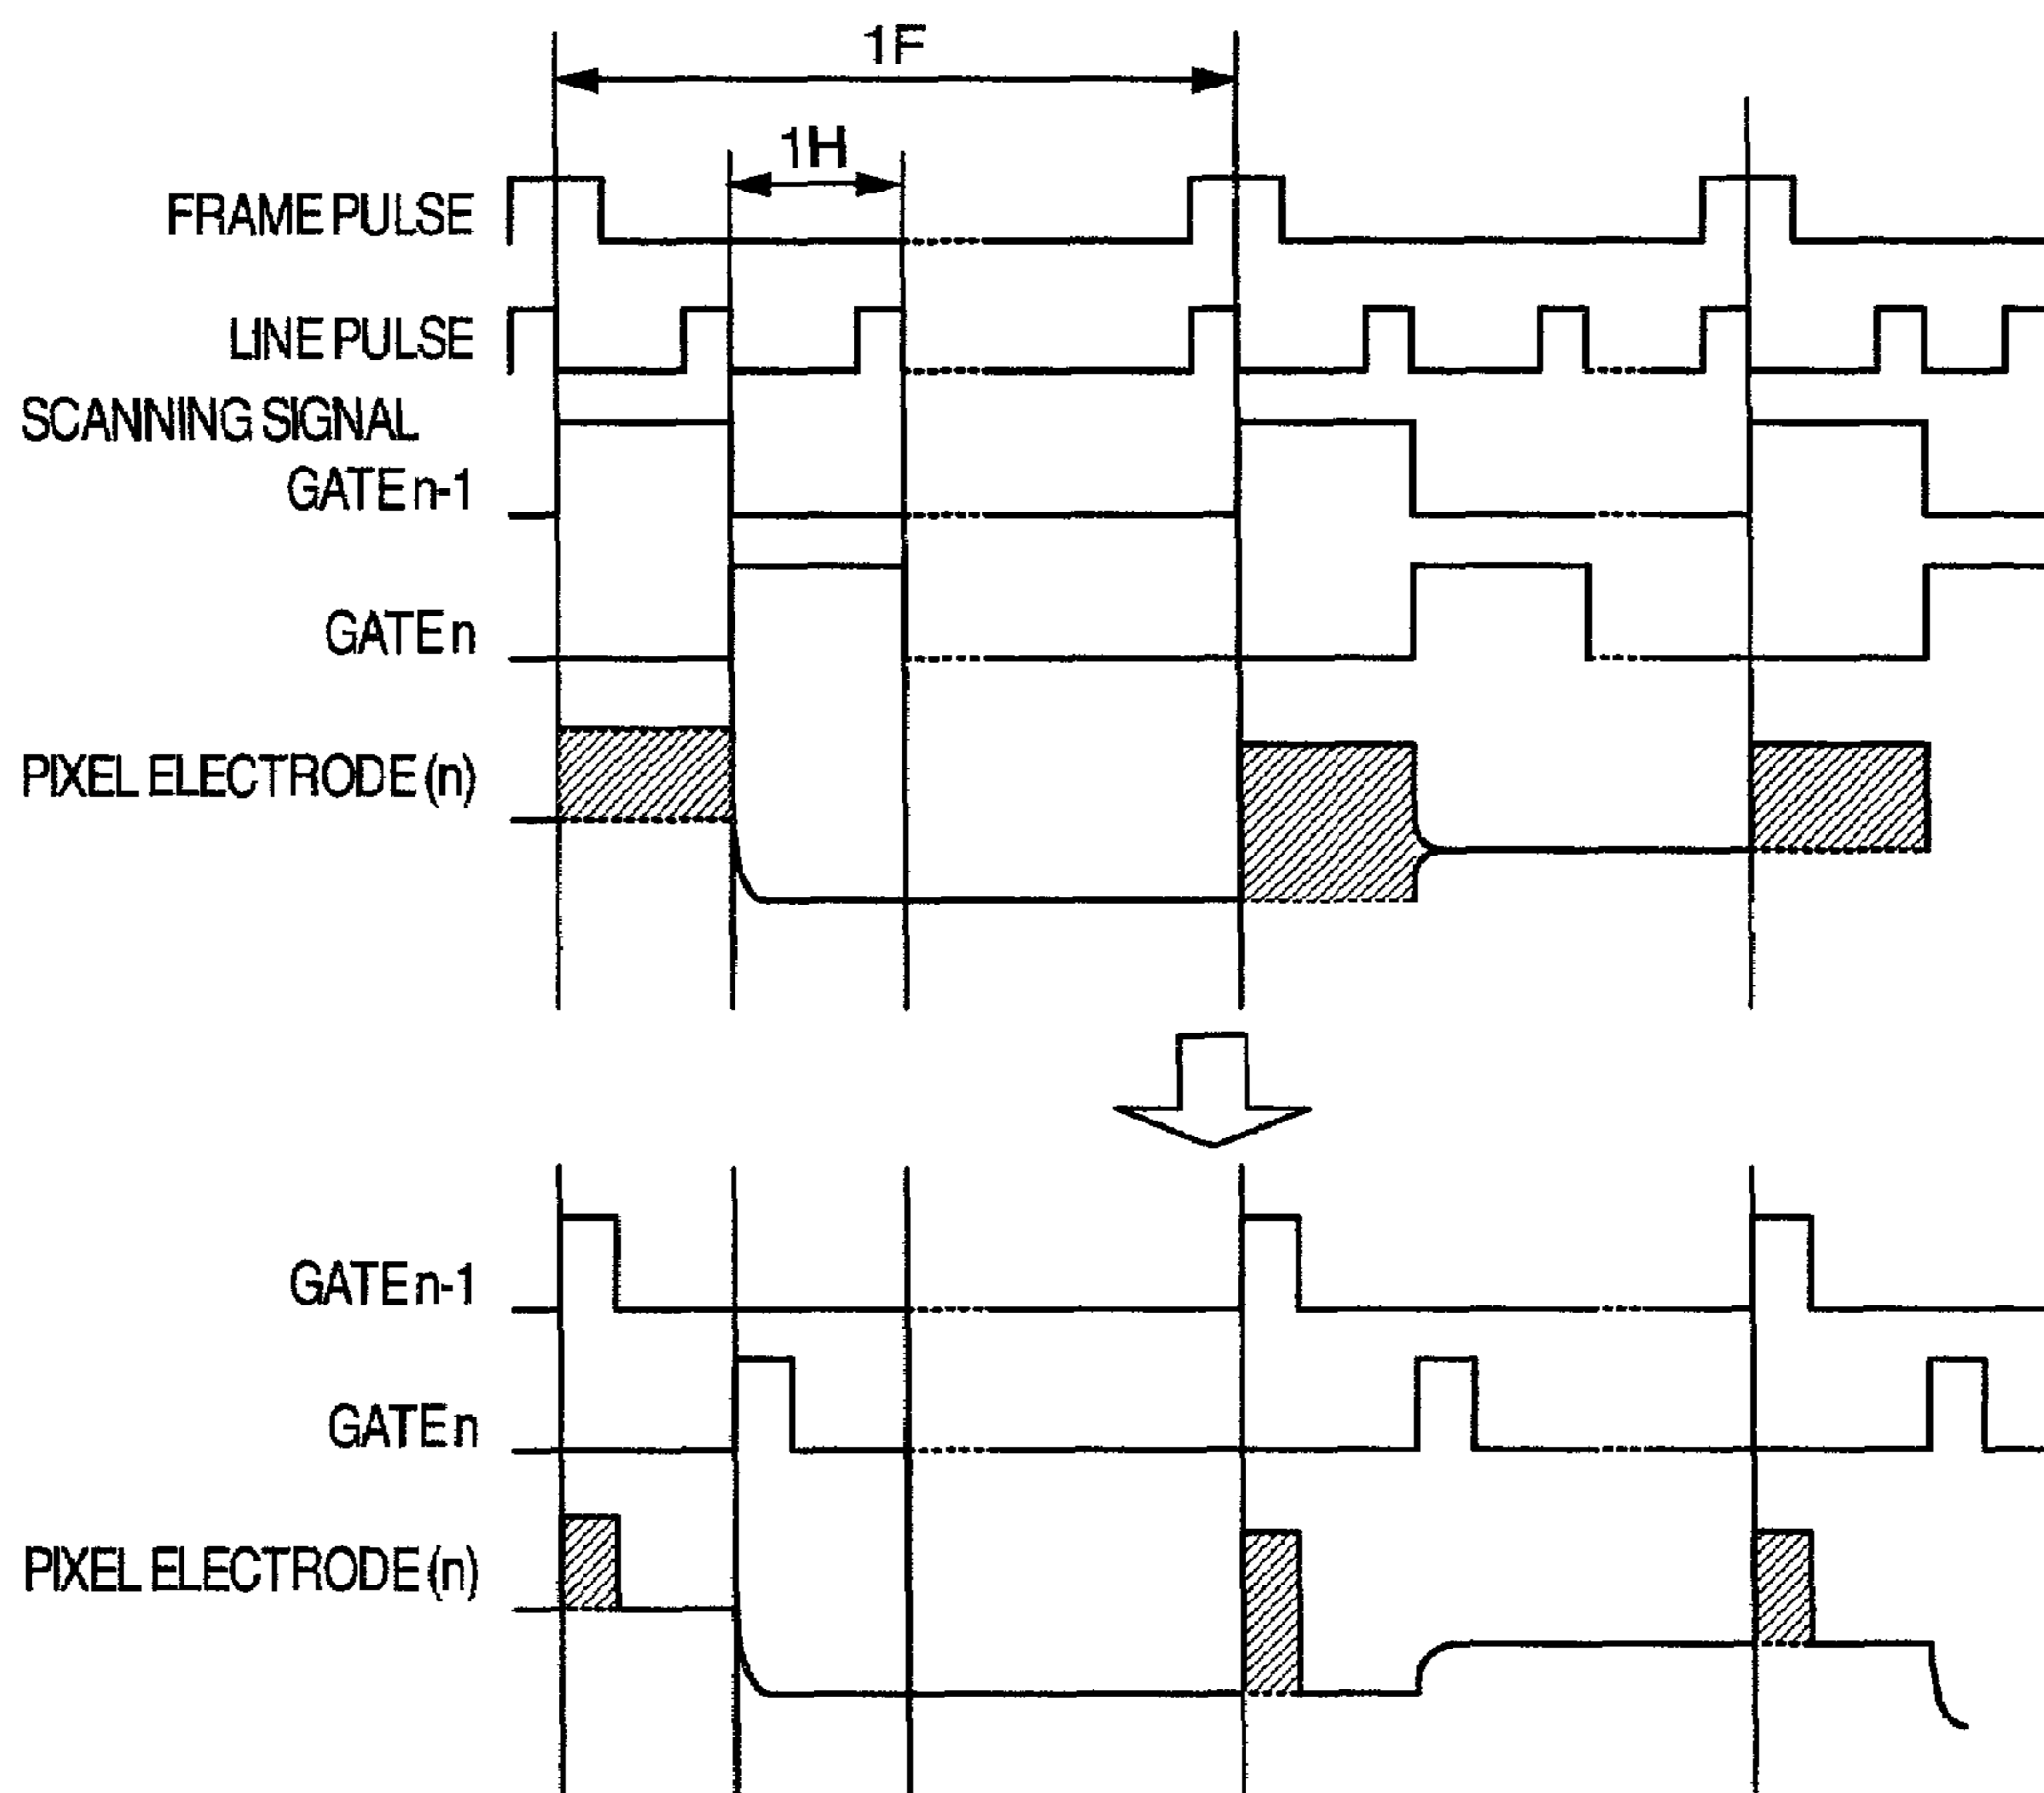 1F
1H
FRAME PULSE
LINE PULSE
SCANNING SIGNAL
GATE n-1
GATE n
PIXEL ELECTRODE (n)
GATE n-1
GATE n
PIXEL ELECTRODE (n)